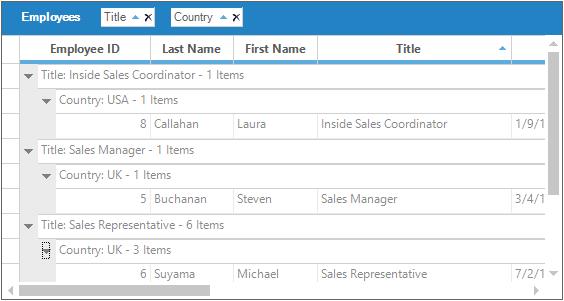 Employees Title Country
Employee ID Last Name First Name Title
Title: Inside Sales Coordinator - 1 Items
Country: USA - 1 Items
8 Callahan Laura Inside Sales Coordinator 1/9/1
Title: Sales Manager - 1 Items
Country: UK - 1 Items
5 Buchanan Steven Sales Manager 3/4/1
Title: Sales Representative - 6 Items
Country: UK - 3 Items
6 Suyama Michael Sales Representative 7/2/1